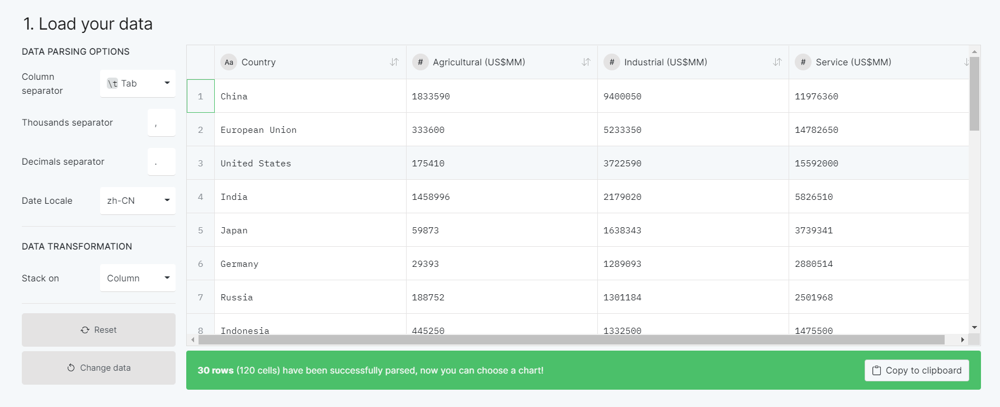 1. Load your data
DATA PARSING OPTIONS
Column
separator
\t Tab
Thousands separator
,
Decimals separator
.
Date Locale
zh-CN
DATA TRANSFORMATION
Stack on
Column
Reset
Change data
Aa Country # Agricultural (US$MM) # Industrial (US$MM) # Service (US$MM)
1 China 1833590 9400050 11976360
2 European Union 333600 5233350 14782650
3 United States 175410 3722590 15592000
4 India 1458996 2179020 5826510
5 Japan 59873 1638343 3739341
6 Germany 29393 1289093 2880514
7 Russia 188752 1301184 2501968
8 Indonesia 445250 1332500 1475500
30 rows (120 cells) have been successfully parsed, now you can choose a chart!
Copy to clipboard